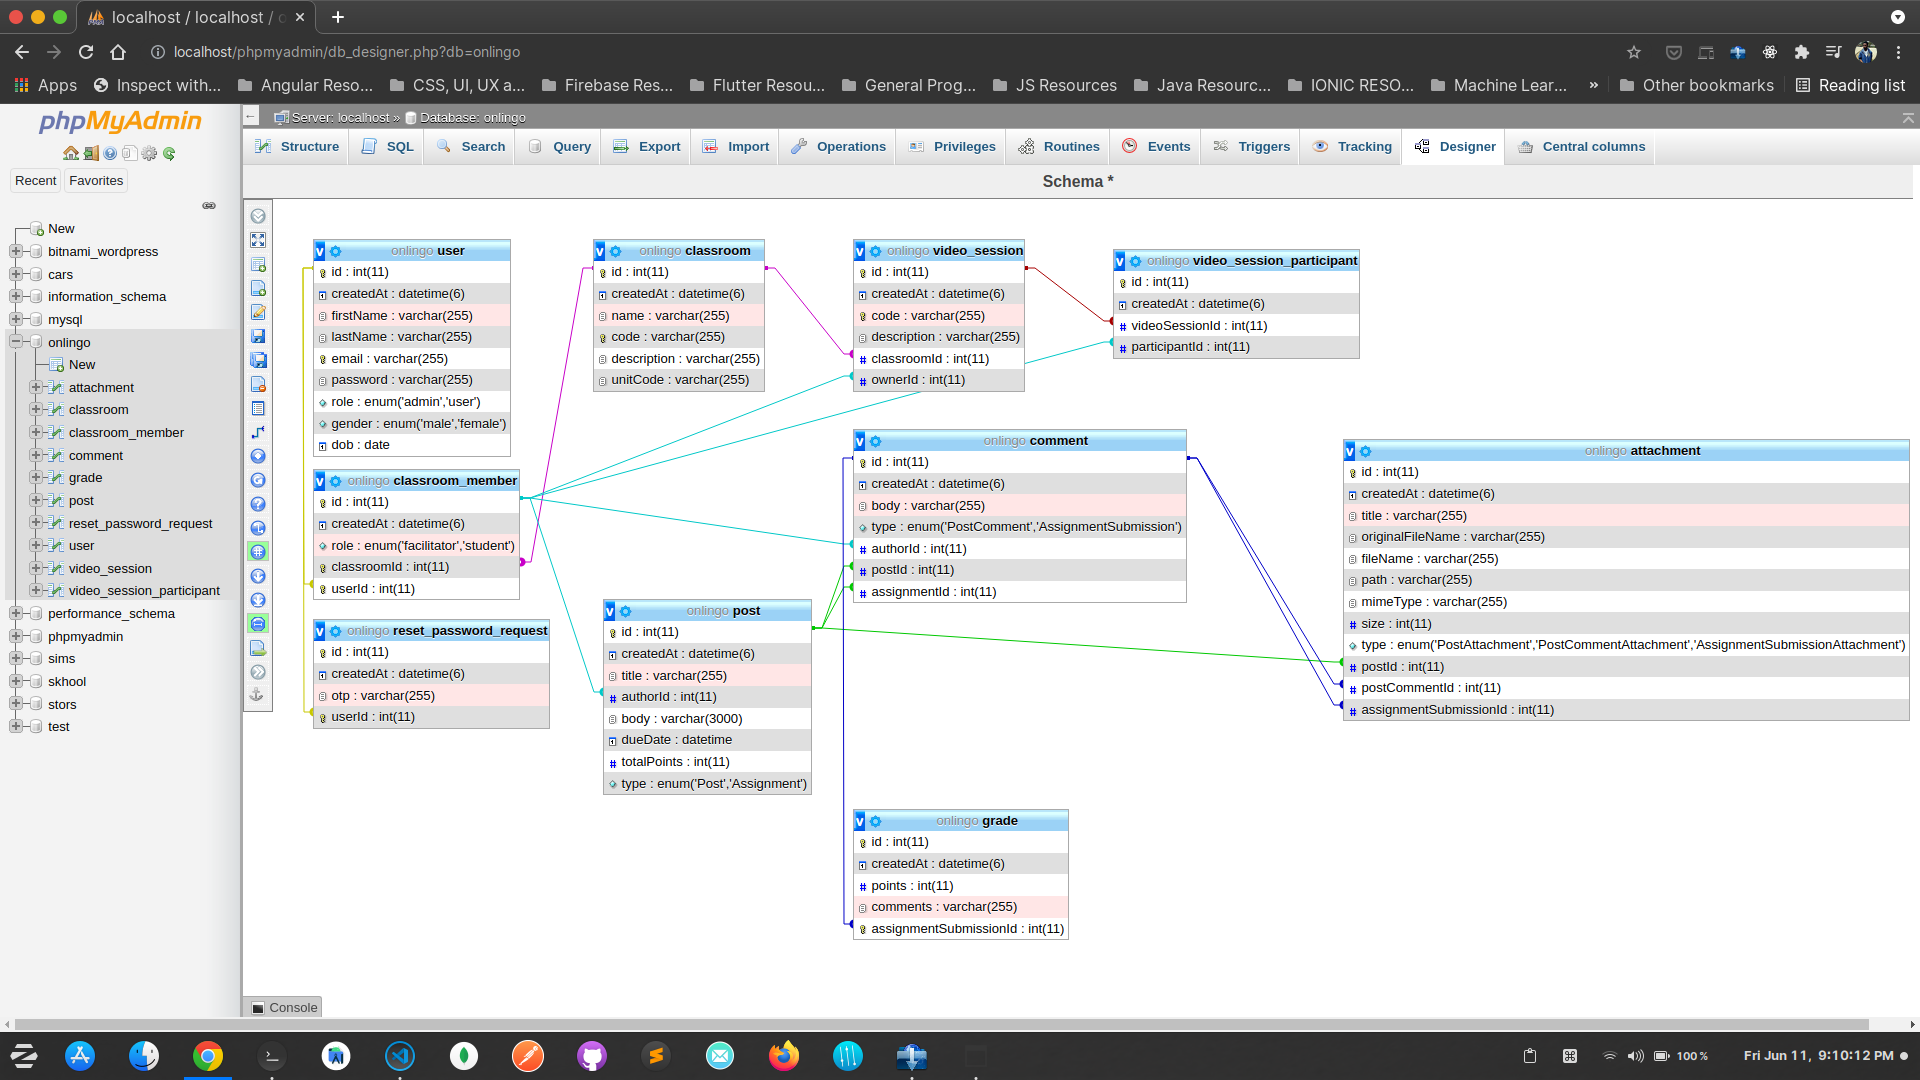 localhost / localhost / o
localhost/phpmyadmin/db_designer.php?db=onlingo
Apps
Inspect with...
Angular Reso...
CSS, UI, UX a...
Firebase Res...
Flutter Resou...
General Prog...
JS Resources
Java Resourc...
IONIC RESO...
Machine Lear...
»
Other bookmarks
Reading list
phpMyAdmin
Recent
Favorites
New
bitnami_wordpress
cars
information_schema
mysql
onlingo
New
attachment
classroom
classroom_member
comment
grade
post
reset_password_request
user
video_session
video_session_participant
performance_schema
phpmyadmin
sims
skhool
stors
test
Server: localhost » Database: onlingo
Structure
SQL
Search
Query
Export
Import
Operations
Privileges
Routines
Events
Triggers
Tracking
Designer
Central columns
Schema *
onlingo user
id : int(11)
createdAt : datetime(6)
firstName : varchar(255)
lastName : varchar(255)
email : varchar(255)
password : varchar(255)
role : enum('admin','user')
gender : enum('male','female')
dob : date
onlingo classroom_member
id : int(11)
createdAt : datetime(6)
role : enum('facilitator','student')
classroomId : int(11)
userId : int(11)
onlingo reset_password_request
id : int(11)
createdAt : datetime(6)
otp : varchar(255)
userId : int(11)
onlingo classroom
id : int(11)
createdAt : datetime(6)
name : varchar(255)
code : varchar(255)
description : varchar(255)
unitCode : varchar(255)
onlingo post
id : int(11)
createdAt : datetime(6)
title : varchar(255)
authorId : int(11)
body : varchar(3000)
dueDate : datetime
totalPoints : int(11)
type : enum('Post','Assignment')
onlingo video_session
id : int(11)
createdAt : datetime(6)
code : varchar(255)
description : varchar(255)
classroomId : int(11)
ownerId : int(11)
onlingo comment
id : int(11)
createdAt : datetime(6)
body : varchar(255)
type : enum('PostComment','AssignmentSubmission')
authorId : int(11)
postId : int(11)
assignmentId : int(11)
onlingo grade
id : int(11)
createdAt : datetime(6)
points : int(11)
comments : varchar(255)
assignmentSubmissionId : int(11)
onlingo video_session_participant
id : int(11)
createdAt : datetime(6)
videoSessionId : int(11)
participantId : int(11)
onlingo attachment
id : int(11)
createdAt : datetime(6)
title : varchar(255)
originalFileName : varchar(255)
fileName : varchar(255)
path : varchar(255)
mimeType : varchar(255)
size : int(11)
type : enum('PostAttachment','PostCommentAttachment','AssignmentSubmissionAttachment')
postId : int(11)
postCommentId : int(11)
assignmentSubmissionId : int(11)
Console
100 %
Fri Jun 11, 9:10:12 PM